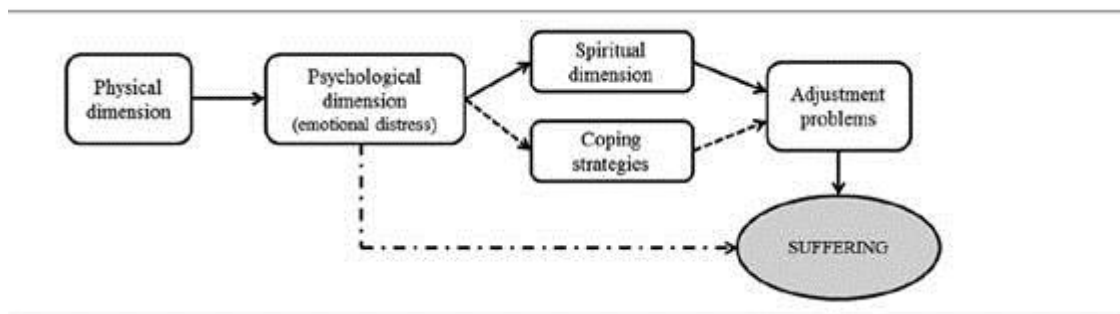 Physical
dimension
Psychological
dimension
(emotional distress)
Spiritual
dimension
Coping
strategies
Adjustment
problems
SUFFERING